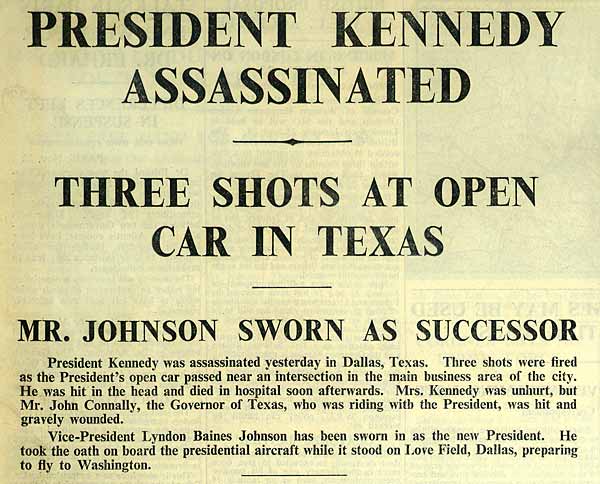 PRESIDENT KENNEDY
ASSASSINATED
THREE SHOTS AT OPEN
CAR IN TEXAS
MR. JOHNSON SWORN AS SUCCESSOR
President Kennedy was assassinated yesterday in Dallas, Texas. Three shots were fired
as the President's open car passed near an intersection in the main business area of the city.
He was hit in the head and died in hospital soon afterwards. Mrs. Kennedy was unhurt, but
Mr. John Connally, the Governor of Texas, who was riding with the President, was hit and
gravely wounded.
Vice-President Lyndon Baines Johnson has been sworn in as the new President. He
took the oath on board the presidential aircraft while it stood on Love Field, Dallas, preparing
to fly to Washington.